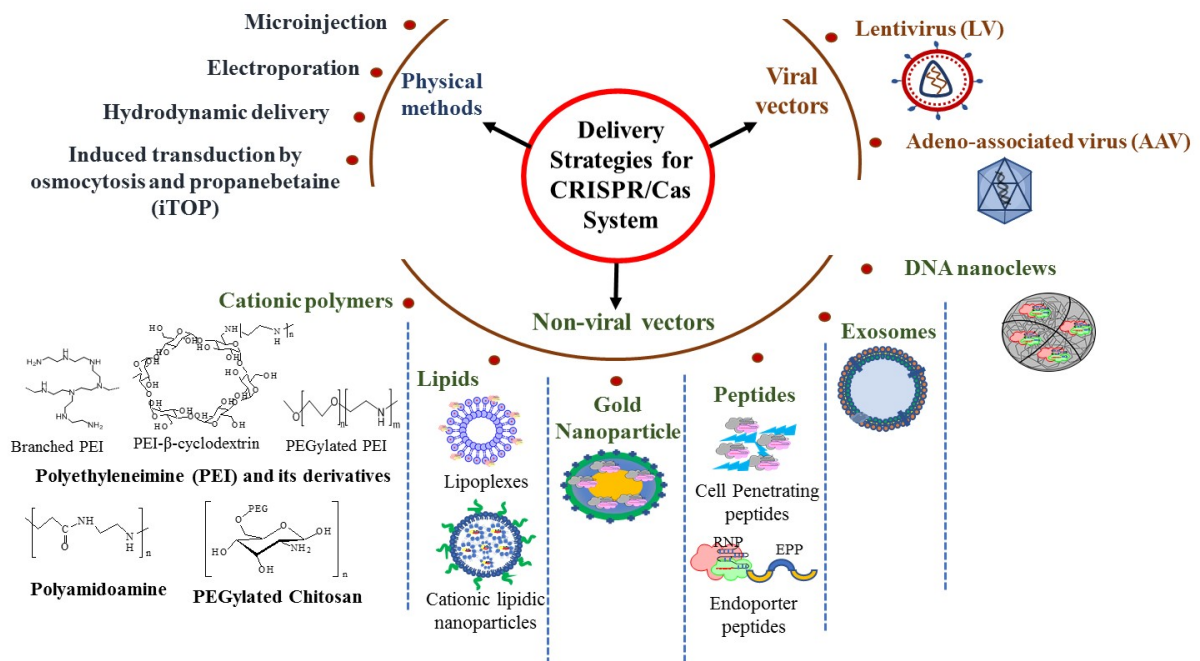 Microinjection
Electroporation
Hydrodynamic delivery
Induced transduction by
osmocytosis and propanebetaine
(iTOP)
Physical
methods
Delivery
Strategies for
CRISPR/Cas
System
Viral
vectors
Lentivirus (LV)
Adeno-associated virus (AAV)
Non-viral vectors
Cationic polymers
Branched PEI
PEI-β-cyclodextrin
PEGylated PEI
Polyethyleneimine (PEI) and its derivatives
Polyamidoamine
PEG
PEGylated Chitosan
Lipids
Lipoplexes
Cationic lipidic
nanoparticles
Gold
Nanoparticle
Peptides
Cell Penetrating
peptides
RNP
EPP
Endoporter
peptides
Exosomes
DNA nanoclews